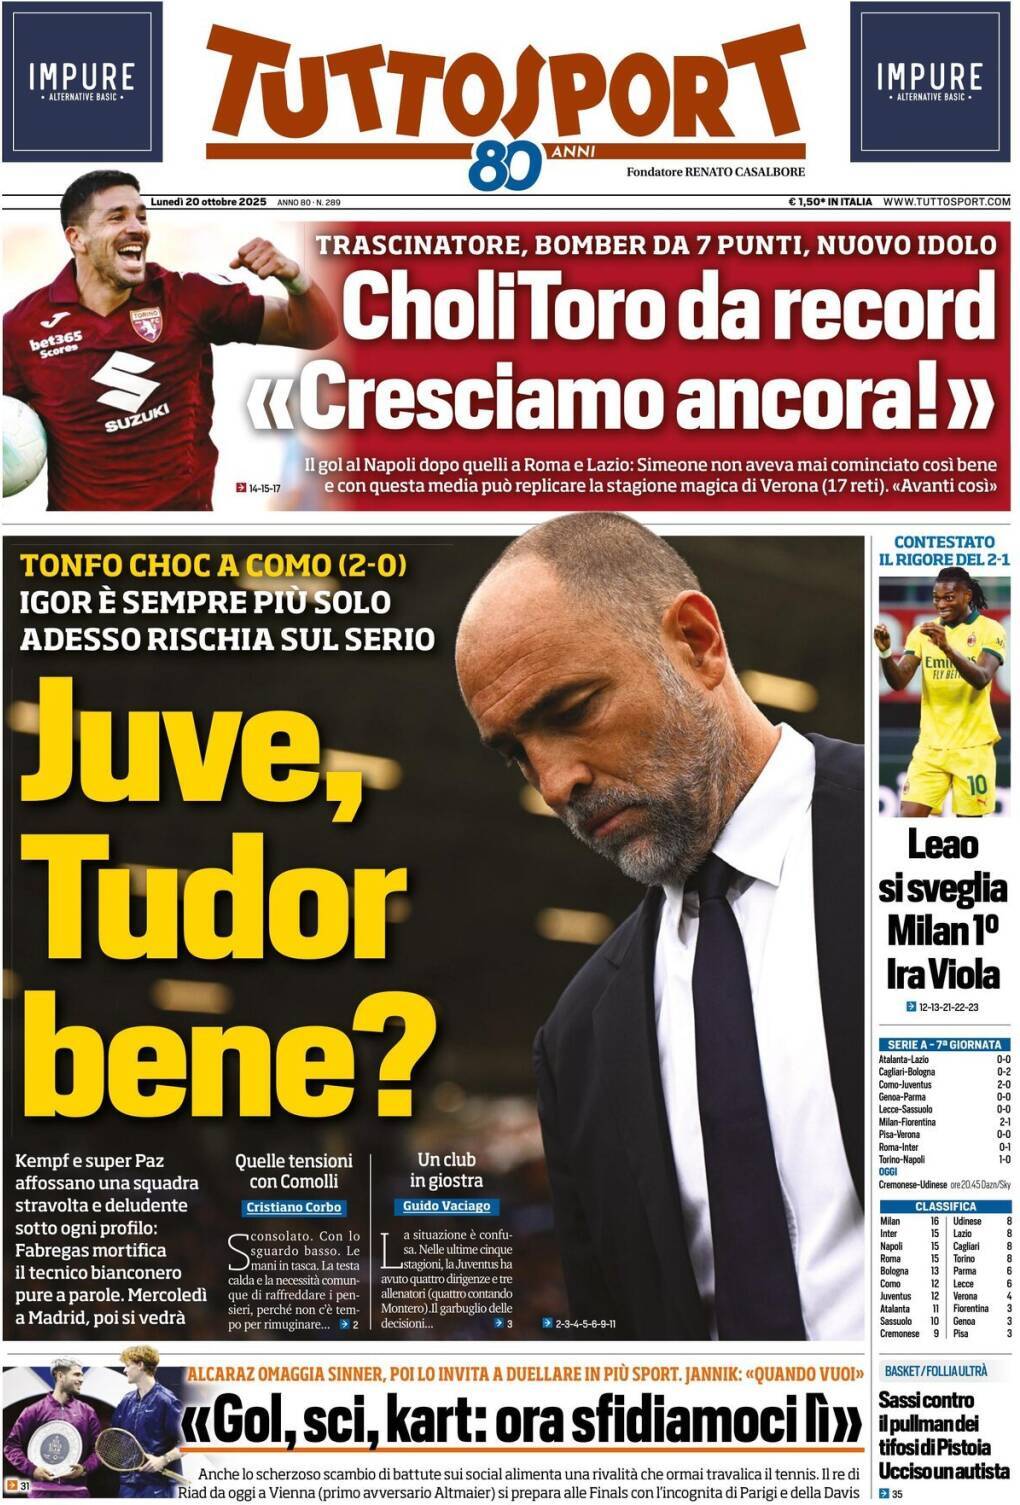 IMPURE
• ALTERNATIVE BASIC •
TUTTOSPORT
80 ANNI
Fondatore RENATO CASALBORE
IMPURE
• ALTERNATIVE BASIC •
Lunedì 20 ottobre 2025 ANNO 80 · N. 289
€ 1,50* IN ITALIA WWW.TUTTOSPORT.COM
TRASCINATORE, BOMBER DA 7 PUNTI, NUOVO IDOLO
CholiToro da record
«Cresciamo ancora!»
Il gol al Napoli dopo quelli a Roma e Lazio: Simeone non aveva mai cominciato così bene
e con questa media può replicare la stagione magica di Verona (17 reti). «Avanti così»
14-15-17
bet365
Scores
TORINO FC
SUZUKI
TONFO CHOC A COMO (2-0)
IGOR È SEMPRE PIÙ SOLO
ADESSO RISCHIA SUL SERIO
Juve,
Tudor
bene?
Kempf e super Paz
affossano una squadra
stravolta e deludente
sotto ogni profilo:
Fabregas mortifica
il tecnico bianconero
pure a parole. Mercoledì
a Madrid, poi si vedrà
Quelle tensioni
con Comolli
Cristiano Corbo
Sconsolato. Con lo
sguardo basso. Le
mani in tasca. La testa
calda e la necessità comun-
que di raffreddare i pen-
sieri, perché non c'è tem-
po per rimuginare... 2
Un club
in giostra
Guido Vaciago
La situazione è confu-
sa. Nelle ultime cinque
stagioni, la Juventus ha
avuto quattro dirigenze e tre
allenatori (quattro contando
Montero). Il garbuglio delle
decisioni... 3
2-3-4-5-6-9-11
CONTESTATO
IL RIGORE DEL 2-1
Emirates
FLY BETTER
10
Leao
si sveglia
Milan 1º
Ira Viola
12-13-21-22-23
SERIE A - 7ª GIORNATA
Atalanta-Lazio 0-0
Cagliari-Bologna 0-2
Como-Juventus 2-0
Genoa-Parma 0-0
Lecce-Sassuolo 0-0
Milan-Fiorentina 2-1
Pisa-Verona 0-0
Roma-Inter 0-1
Torino-Napoli 1-0
OGGI
Cremonese-Udinese ore 20.45 Dazn/Sky
CLASSIFICA
Milan 16 Udinese 8
Inter 15 Lazio 8
Napoli 15 Cagliari 8
Roma 15 Torino 8
Bologna 13 Parma 6
Como 12 Lecce 6
Juventus 12 Verona 4
Atalanta 11 Fiorentina 3
Sassuolo 10 Genoa 3
Cremonese 9 Pisa 3
ALCARAZ OMAGGIA SINNER, POI LO INVITA A DUELLARE IN PIÙ SPORT. JANNIK: «QUANDO VUOI»
«Gol, sci, kart: ora sfidiamoci lì»
Anche lo scherzoso scambio di battute sui social alimenta una rivalità che ormai travalica il tennis. Il re di
Riad da oggi a Vienna (primo avversario Altmaier) si prepara alle Finals con l'incognita di Parigi e della Davis
31
BASKET/FOLLIA ULTRÀ
Sassi contro
il pullman dei
tifosi di Pistoia
Ucciso un autista
35